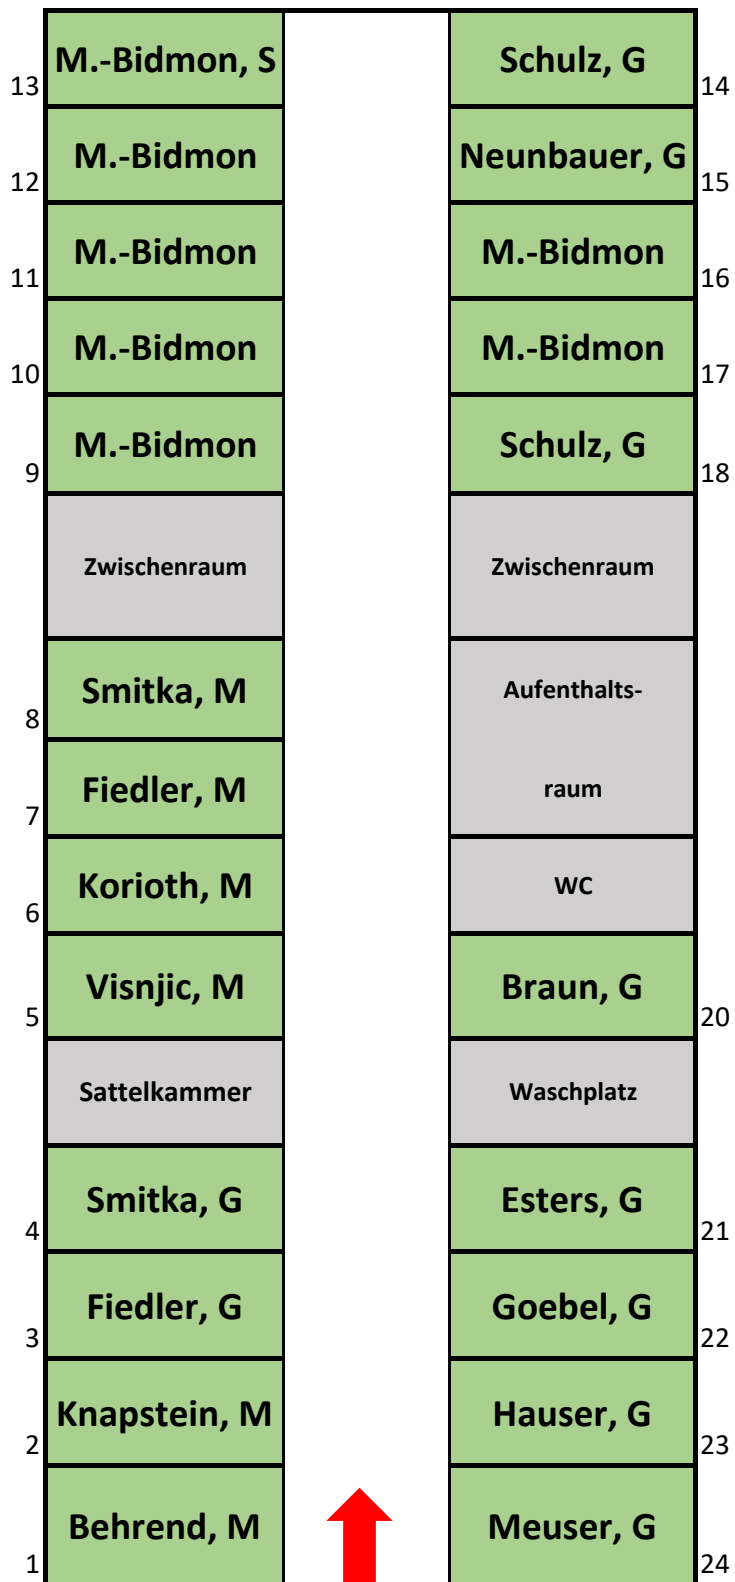 M.-Bidmon, S
13
Schulz, G
14
M.-Bidmon
12
Neunbauer, G
15
M.-Bidmon
11
M.-Bidmon
16
M.-Bidmon
10
M.-Bidmon
17
M.-Bidmon
9
Schulz, G
18
Zwischenraum
Zwischenraum
Smitka, M
8
Aufenthalts-
Fiedler, M
7
raum
Korioth, M
6
WC
Visnjic, M
5
Braun, G
20
Sattelkammer
Waschplatz
Smitka, G
4
Esters, G
21
Fiedler, G
3
Goebel, G
22
Knapstein, M
2
Hauser, G
23
Behrend, M
1
Meuser, G
24